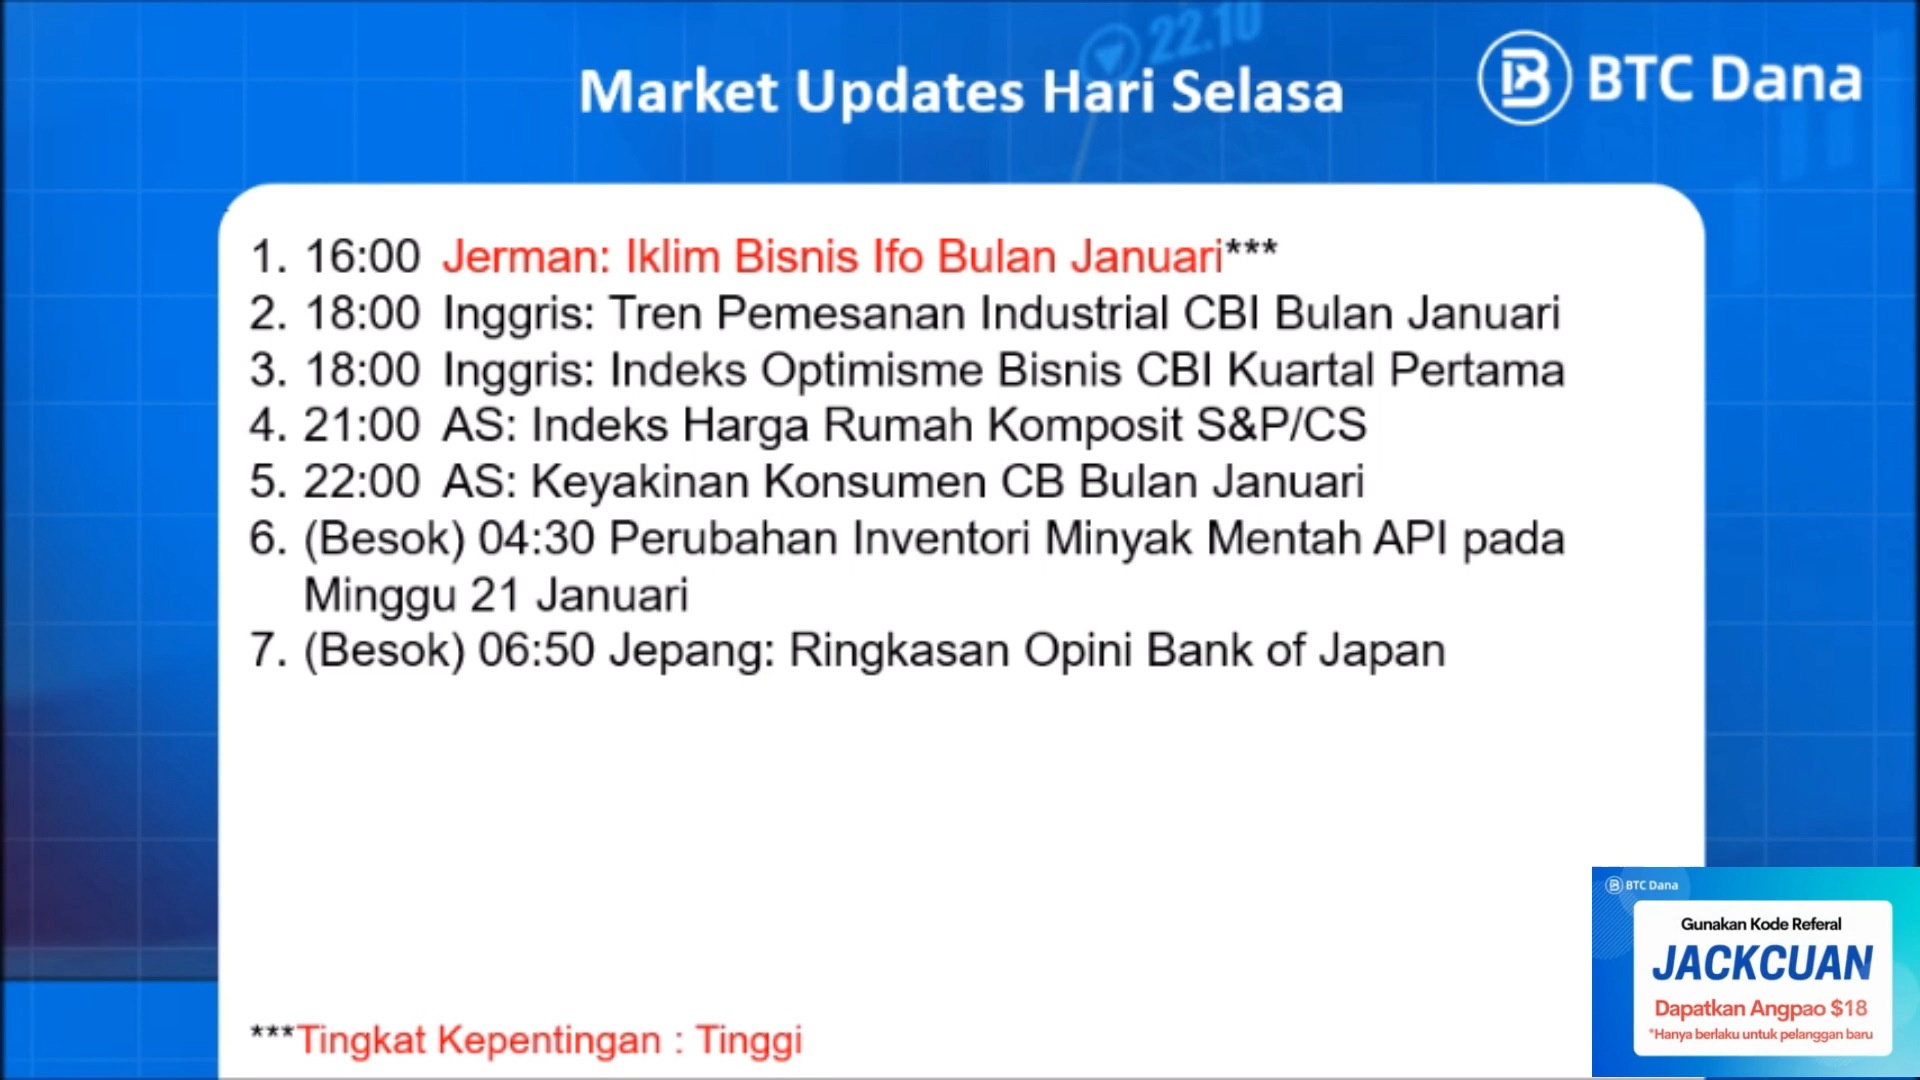 22.10
Market Updates Hari Selasa
BTC Dana
1. 16:00 Jerman: Iklim Bisnis Ifo Bulan Januari***
2. 18:00 Inggris: Tren Pemesanan Industrial CBI Bulan Januari
3. 18:00 Inggris: Indeks Optimisme Bisnis CBI Kuartal Pertama
4. 21:00 AS: Indeks Harga Rumah Komposit S&P/CS
5. 22:00 AS: Keyakinan Konsumen CB Bulan Januari
6. (Besok) 04:30 Perubahan Inventori Minyak Mentah API pada
Minggu 21 Januari
7. (Besok) 06:50 Jepang: Ringkasan Opini Bank of Japan
***Tingkat Kepentingan : Tinggi
BTC Dana
Gunakan Kode Referal
JACKCUAN
Dapatkan Angpao $18
*Hanya berlaku untuk pelanggan baru